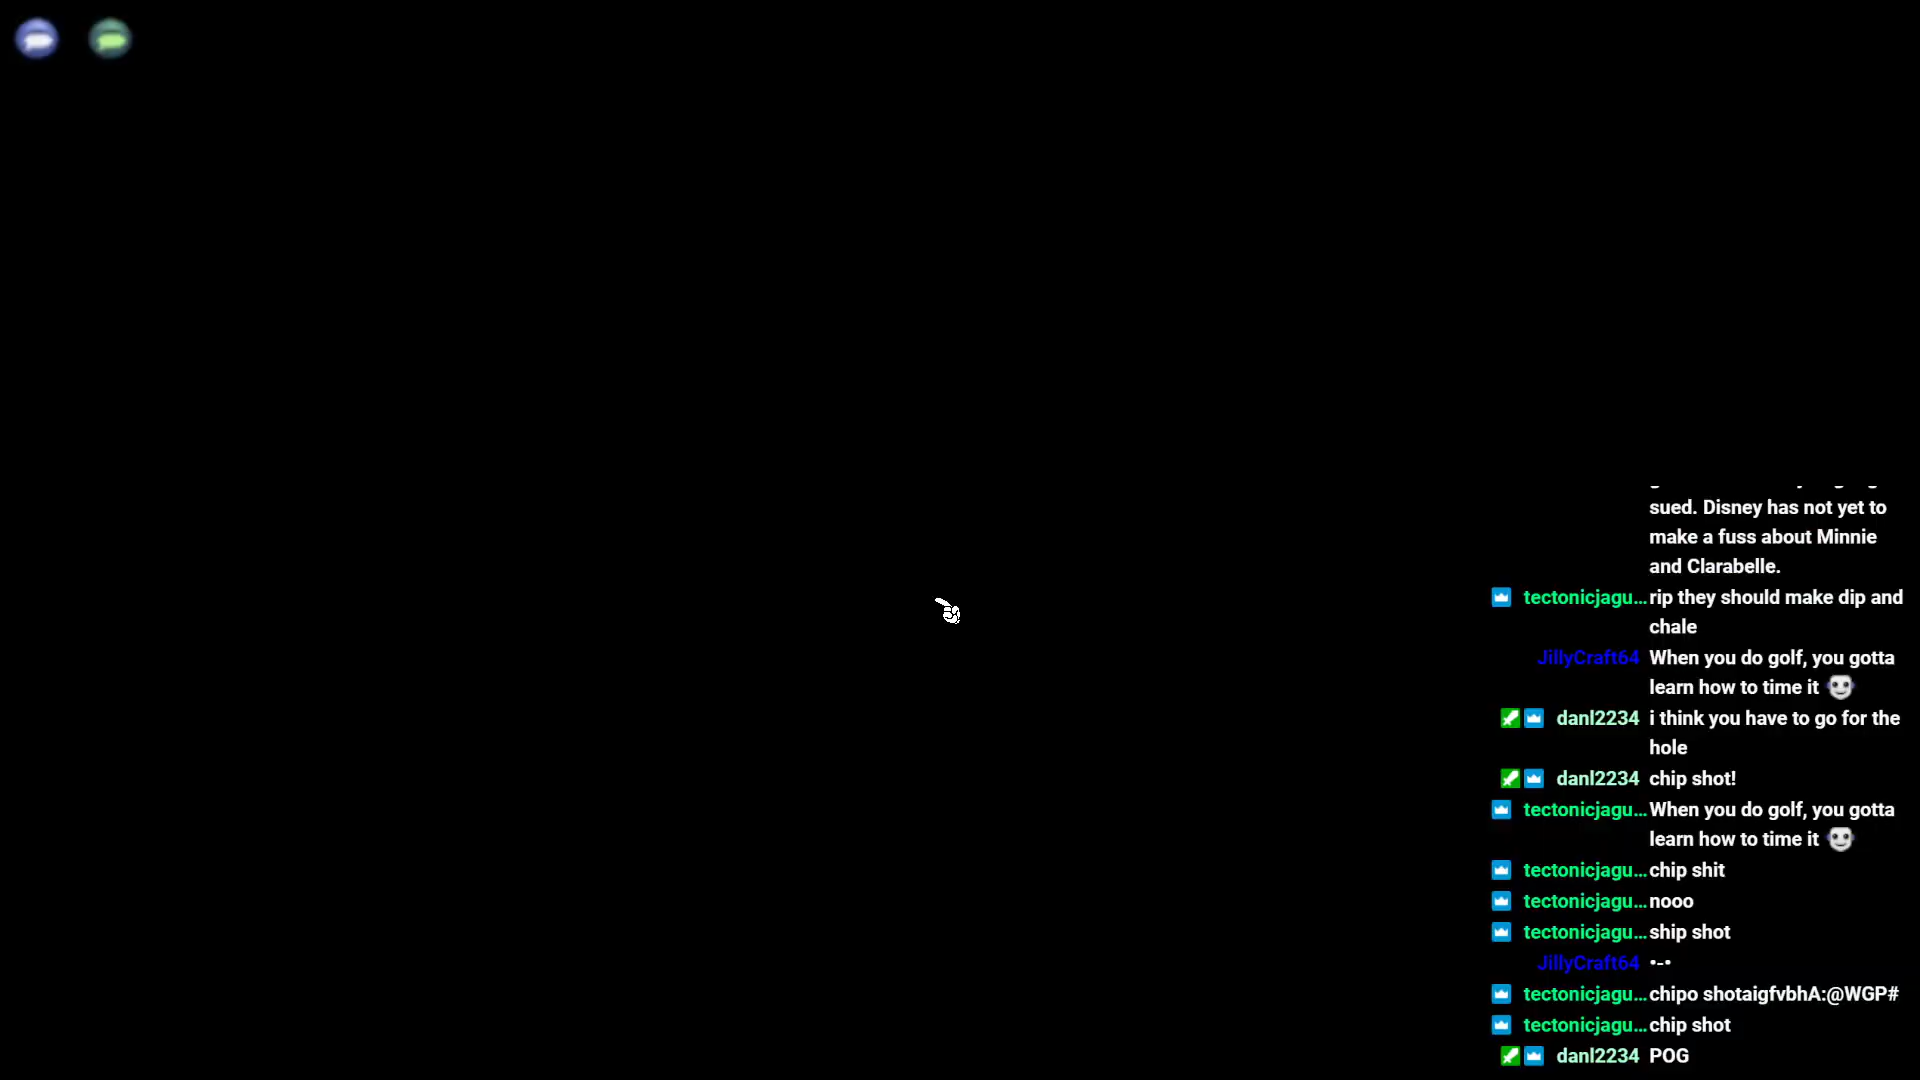 sued. Disney has not yet to
make a fuss about Minnie
and Clarabelle.
tectonicjagu... rip they should make dip and
chale
JillyCraft64 When you do golf, you gotta
learn how to time it
danl2234 i think you have to go for the
hole
danl2234 chip shot!
tectonicjagu... When you do golf, you gotta
learn how to time it
tectonicjagu... chip shit
tectonicjagu... nooo
tectonicjagu... ship shot
JillyCraft64 •-•
tectonicjagu... chipo shotaigfvbhA:@WGP#
tectonicjagu... chip shot
danl2234 POG